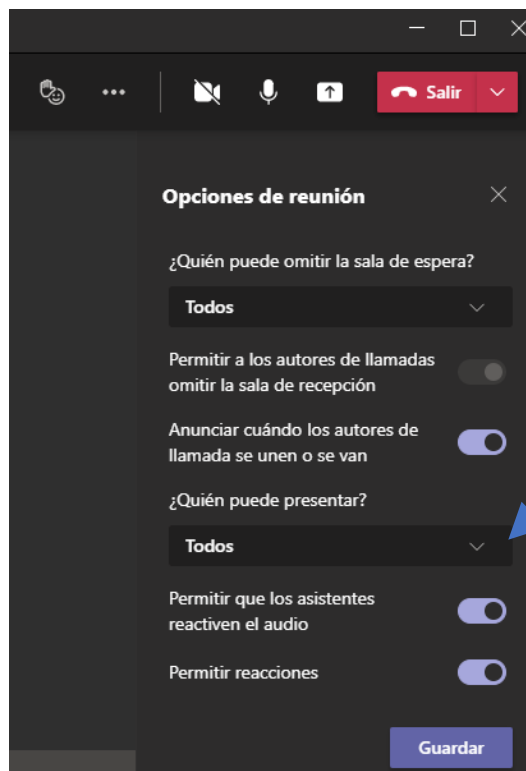 Salir
Opciones de reunión
¿Quién puede omitir la sala de espera?
Todos
Permitir a los autores de llamadas
omitir la sala de recepción
Anunciar cuándo los autores de
llamada se unen o se van
¿Quién puede presentar?
Todos
Permitir que los asistentes
reactiven el audio
Permitir reacciones
Guardar